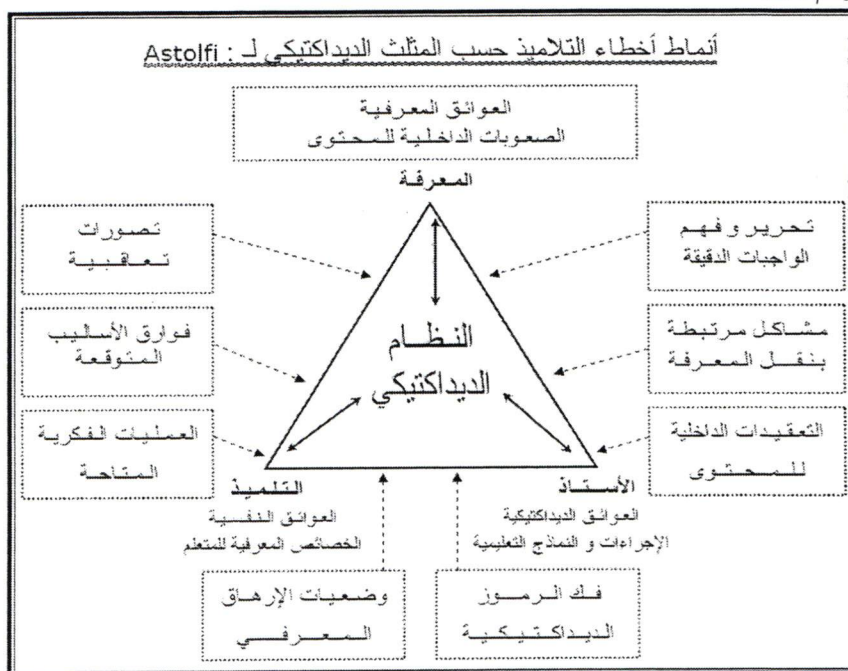 أنماط أخطاء التلاميذ حسب المثلث الديداكتيكي لـ : Astolfi
العوائق المعرفية
الصعوبات الداخلية للمحتوى
المعرفة
تحرير و فهم
الواجبات الدقيقة
تصورات
تعاقبية
مشاكل مرتبطة
بنقل المعرفة
فوارق الأساليب
المتوقعة
النظام
الديداكتيكي
التعقيدات الداخلية
للمحتوى
العمليات الفكرية
المتاحة
الأستاذ
العوائق الديداكتيكية
الإجراءات و النماذج التعليمية
التلميذ
العوائق النفسية
الخصائص المعرفية للمتعلم
فك الرموز
الديداكتيكية
وضعيات الإرهاق
المعرفي